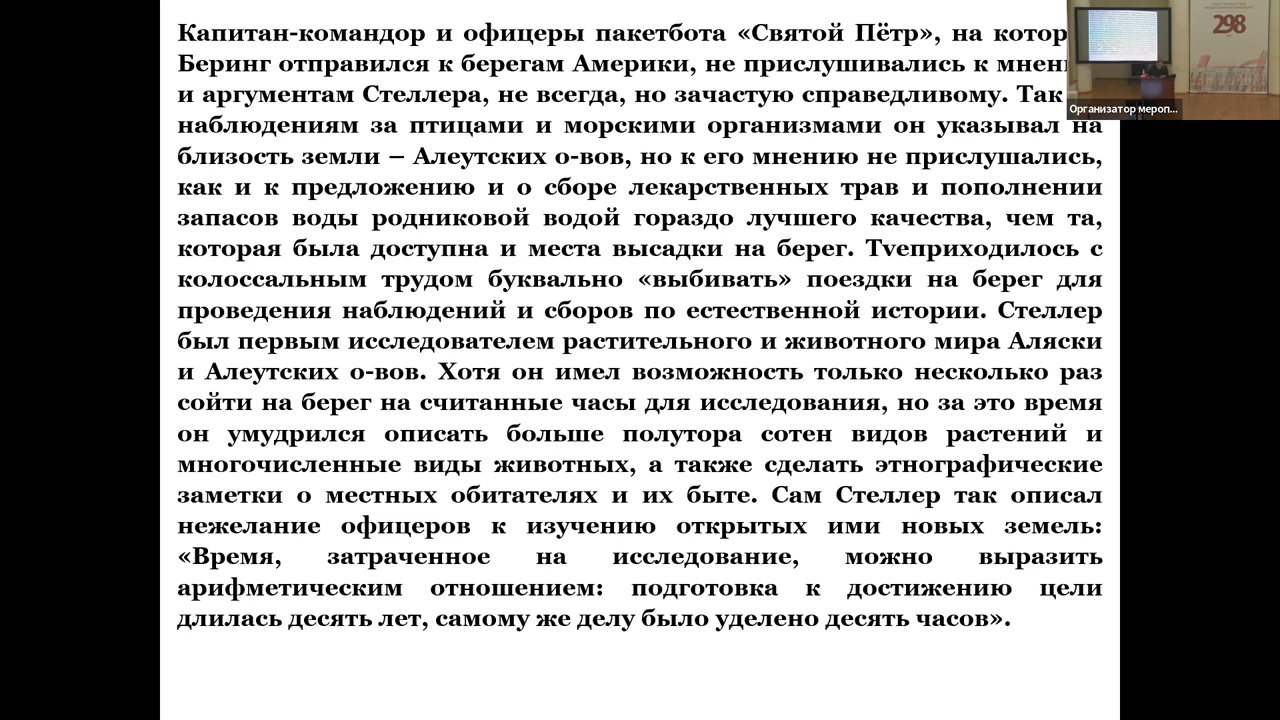 Капитан-командор и офицеры пакетбота «Святой Пётр», на котор
Беринг отправился к берегам Америки, не прислушивались к мнен
и аргументам Стеллера, не всегда, но зачастую справедливому. Так
наблюдениям за птицами и морскими организмами он указывал на
близость земли – Алеутских о-вов, но к его мнению не прислушались,
как и к предложению и о сборе лекарственных трав и пополнении
запасов воды родниковой водой гораздо лучшего качества, чем та,
которая была доступна и места высадки на берег. Tvеприходилось с
колоссальным трудом буквально «выбивать» поездки на берег для
проведения наблюдений и сборов по естественной истории. Стеллер
был первым исследователем растительного и животного мира Аляски
и Алеутских о-вов. Хотя он имел возможность только несколько раз
сойти на берег на считанные часы для исследования, но за это время
он умудрился описать больше полутора сотен видов растений и
многочисленные виды животных, а также сделать этнографические
заметки о местных обитателях и их быте. Сам Стеллер так описал
нежелание офицеров к изучению открытых ими новых земель:
«Время, затраченное на исследование, можно выразить
арифметическим отношением: подготовка к достижению цели
длилась десять лет, самому же делу было уделено десять часов».
298
Организатор мероп...